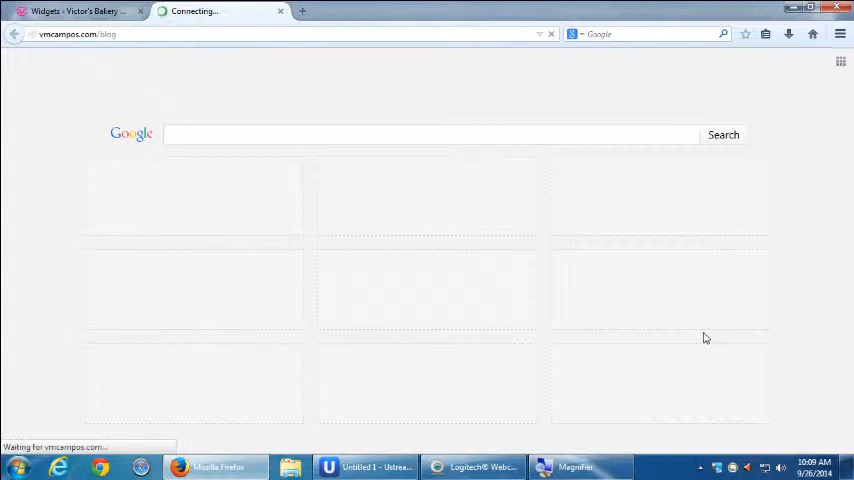 Widgets - Victor's Bakery ...
Connecting...
vmcampos.com/blog
Google
Google
Search
Waiting for vmcampos.com...
Mozilla Firefox
Untitled 1 - Ustrea...
Logitech® Webc...
Magnifier
10:09 AM
9/26/2014